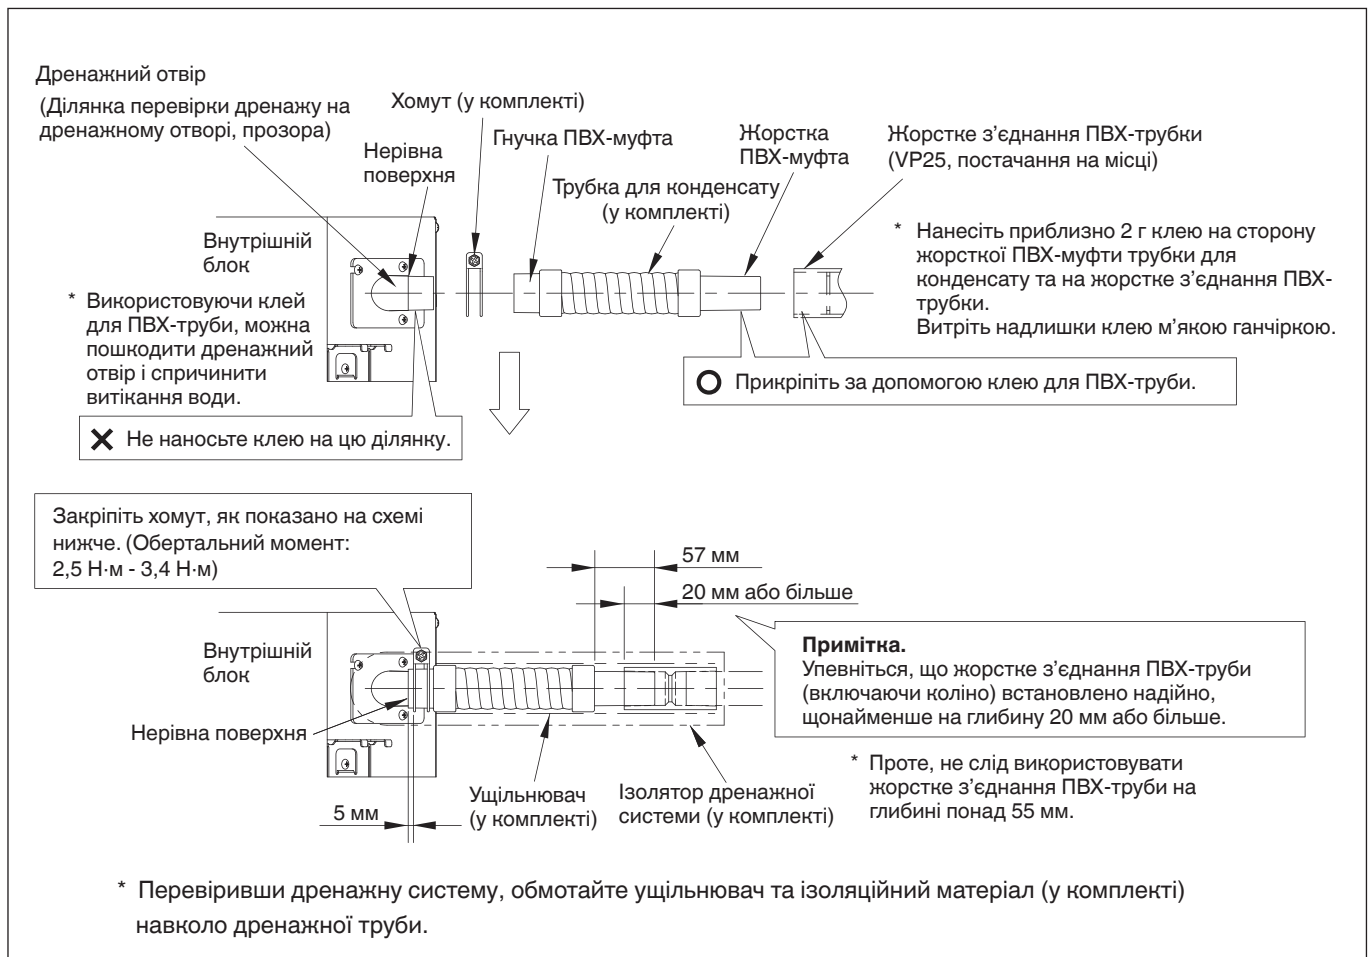 Дренажний отвір
(Ділянка перевірки дренажу на
дренажному отворі, прозора)
Хомут (у комплекті)
Нерівна
поверхня
Гнучка ПВХ-муфта
Трубка для конденсату
(у комплекті)
Жорстка
ПВХ-муфта
Жорстке з’єднання ПВХ-трубки
(VP25, постачання на місці)
Внутрішній
блок
* Використовуючи клей
для ПВХ-труби, можна
пошкодити дренажний
отвір і спричинити
витікання води.
* Нанесіть приблизно 2 г клею на сторону
жорсткої ПВХ-муфти трубки для
конденсату та на жорстке з’єднання ПВХ-
трубки.
Витріть надлишки клею м’якою ганчіркою.
Прикріпіть за допомогою клею для ПВХ-труби.
Не наносьте клею на цю ділянку.
Закріпіть хомут, як показано на схемі
нижче. (Обертальний момент:
2,5 Н·м - 3,4 Н·м)
57 мм
20 мм або більше
Внутрішній
блок
Нерівна поверхня
Примітка.
Упевніться, що жорстке з’єднання ПВХ-труби
(включаючи коліно) встановлено надійно,
щонайменше на глибину 20 мм або більше.
* Проте, не слід використовувати
жорстке з’єднання ПВХ-труби на
глибині понад 55 мм.
5 мм
Ущільнювач
(у комплекті)
Ізолятор дренажної
системи (у комплекті)
* Перевіривши дренажну систему, обмотайте ущільнювач та ізоляційний матеріал (у комплекті)
навколо дренажної труби.